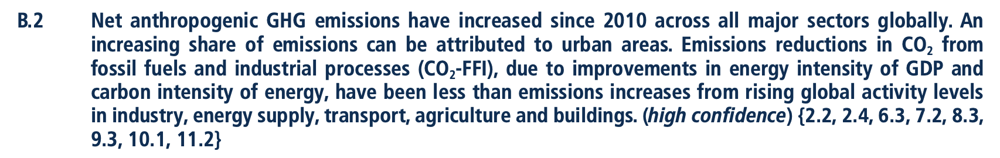 B.2 Net anthropogenic GHG emissions have increased since 2010 across all major sectors globally. An
increasing share of emissions can be attributed to urban areas. Emissions reductions in CO₂ from
fossil fuels and industrial processes (CO₂-FFI), due to improvements in energy intensity of GDP and
carbon intensity of energy, have been less than emissions increases from rising global activity levels
in industry, energy supply, transport, agriculture and buildings. (high confidence) {2.2, 2.4, 6.3, 7.2, 8.3,
9.3, 10.1, 11.2}